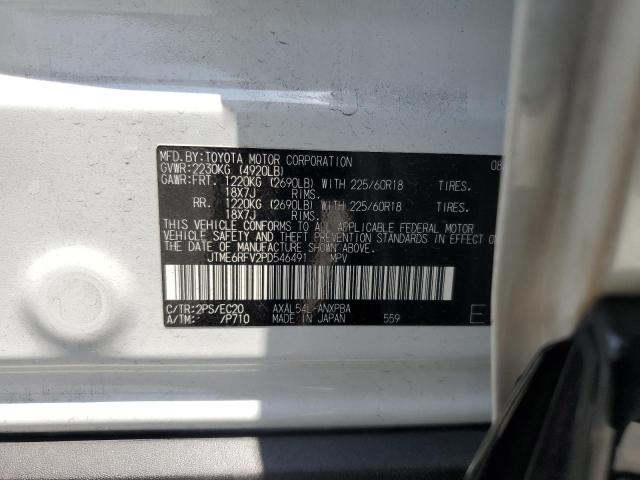 MFD.BY:TOYOTA MOTOR CORPORATION 08
GVWR:2230KG (4920LB)
GAWR:FRT. 1220KG (2690LB) WITH 225/60R18 TIRES.
18X7J RIMS.
RR. 1220KG (2690LB) WITH 225/60R18 TIRES.
18X7J RIMS.
THIS VEHICLE CONFORMS TO ALL APPLICABLE FEDERAL MOTOR
VEHICLE SAFETY AND THEFT PREVENTION STANDARDS IN EFFECT
THE DATE OF MANUFACTURE SHOWN ABOVE.
JTME6RFV2PD546491 MPV
C/TR:2PS/EC20 AXAL54L-ANXPBA
A/TM: /P710 MADE IN JAPAN 559 E